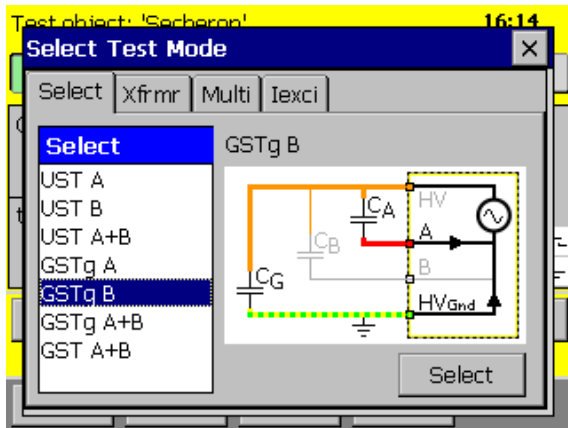 Test object: 'Secheron'
16:14
Select Test Mode
Select Xfrmr Multi Iexci
Select
UST A
UST B
UST A+B
GSTg A
GSTg B
GSTg A+B
GST A+B
GSTg B
HV
CA
A
CB
B
CG
HVGnd
Select